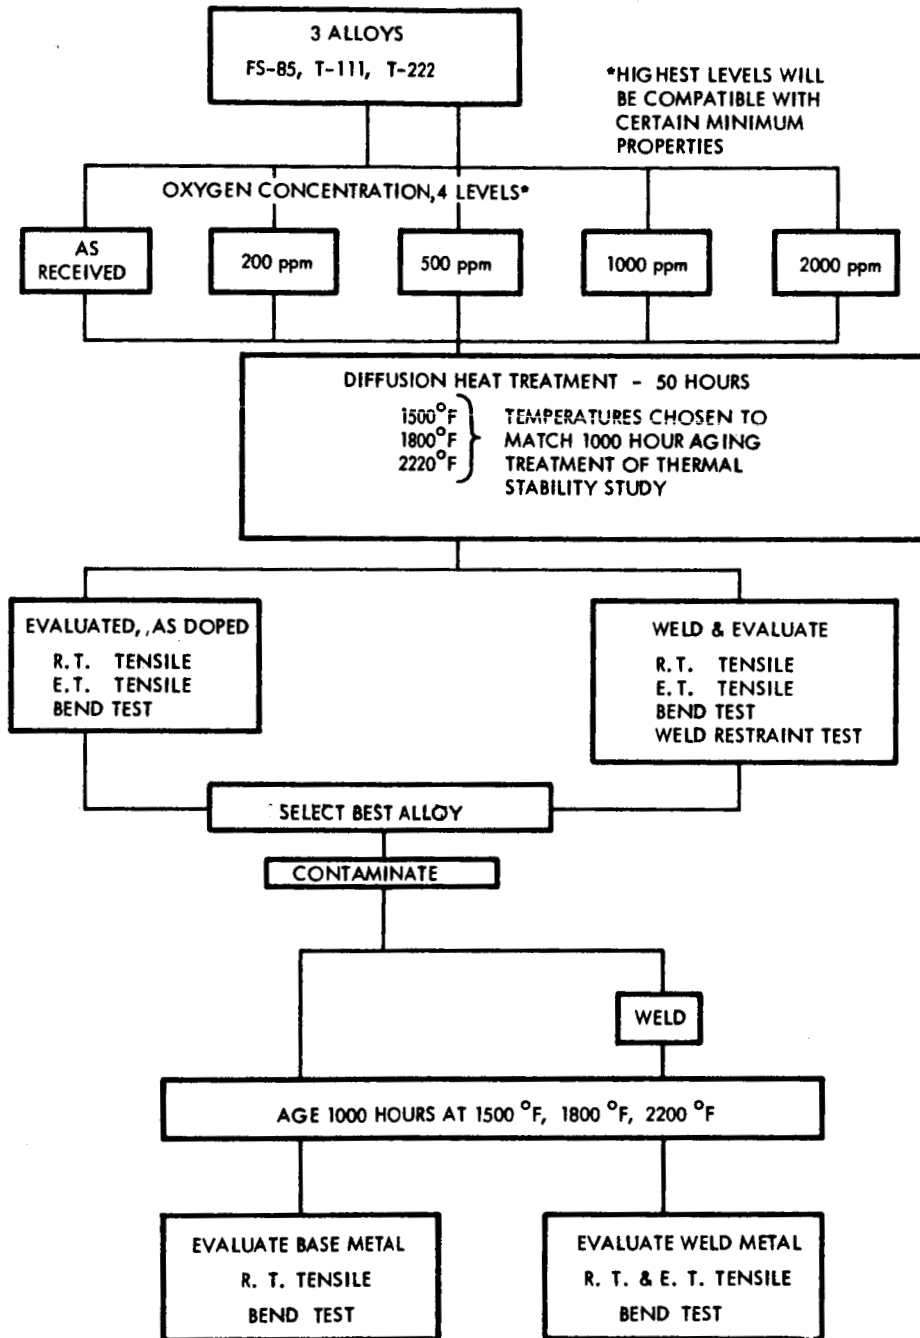 3 ALLOYS
FS-85, T-111, T-222
*HIGHEST LEVELS WILL
BE COMPATIBLE WITH
CERTAIN MINIMUM
PROPERTIES
OXYGEN CONCENTRATION, 4 LEVELS*
AS
RECEIVED
200 ppm
500 ppm
1000 ppm
2000 ppm
DIFFUSION HEAT TREATMENT - 50 HOURS
1500°F
1800°F
2220°F
TEMPERATURES CHOSEN TO
MATCH 1000 HOUR AGING
TREATMENT OF THERMAL
STABILITY STUDY
EVALUATED, ,AS DOPED
R.T. TENSILE
E.T. TENSILE
BEND TEST
WELD & EVALUATE
R.T. TENSILE
E.T. TENSILE
BEND TEST
WELD RESTRAINT TEST
SELECT BEST ALLOY
CONTAMINATE
WELD
AGE 1000 HOURS AT 1500 °F, 1800 °F, 2200 °F
EVALUATE BASE METAL
R. T. TENSILE
BEND TEST
EVALUATE WELD METAL
R. T. & E. T. TENSILE
BEND TEST